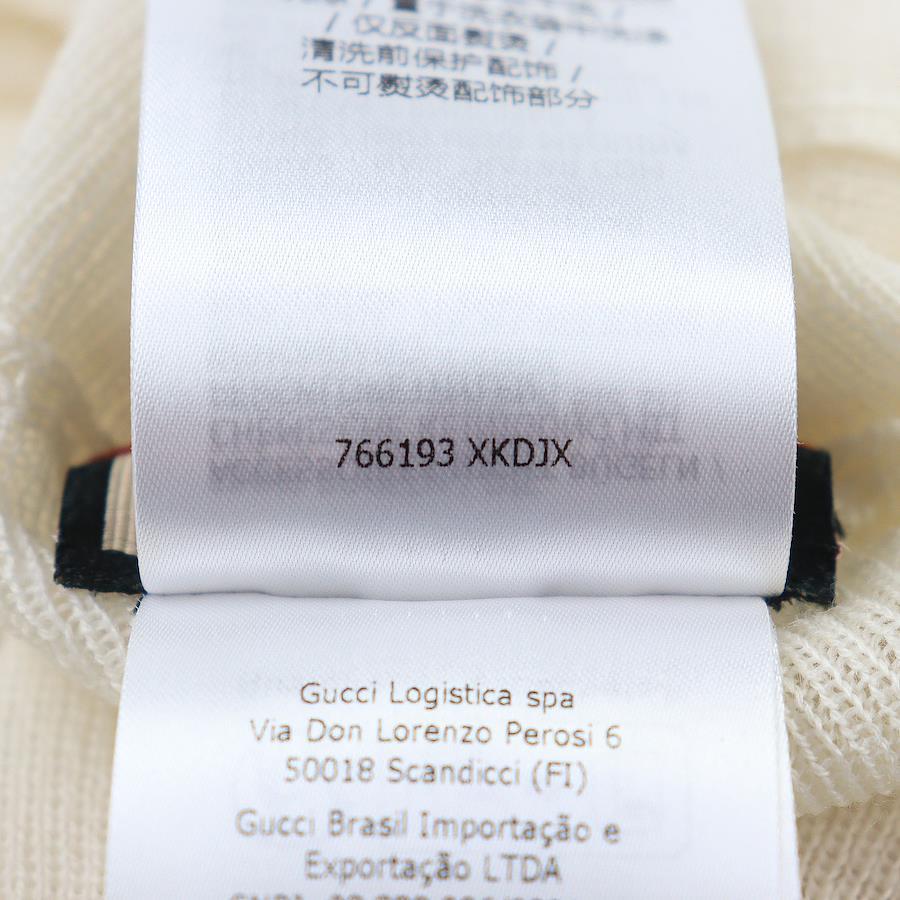 / 仅反面熨烫 /
清洗前保护配饰 /
不可熨烫配饰部分
766193 XKDJX
Gucci Logistica spa
Via Don Lorenzo Perosi 6
50018 Scandicci (FI)
Gucci Brasil Importação e
Exportação LTDA